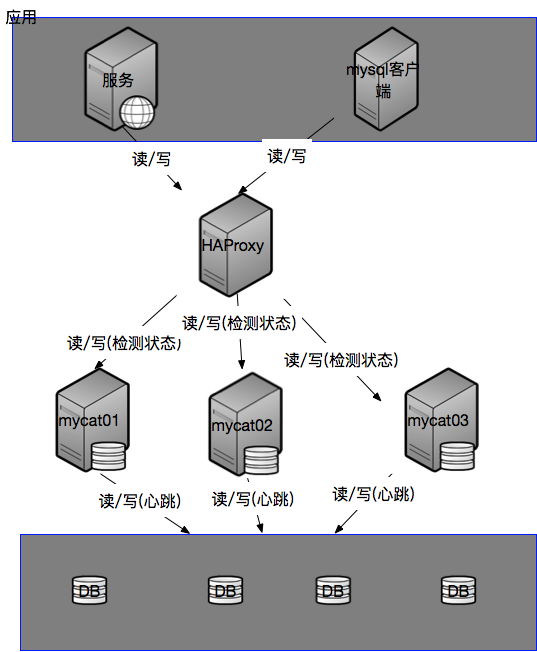 应用
服务
mysql客户
端
读/写
读/写
HAProxy
读/写(检测状态)
读/写(检测状态)
读/写(检测状态)
mycat01
mycat02
mycat03
读/写(心跳)
读/写(心跳)
读/写(心跳)
DB
DB
DB
DB